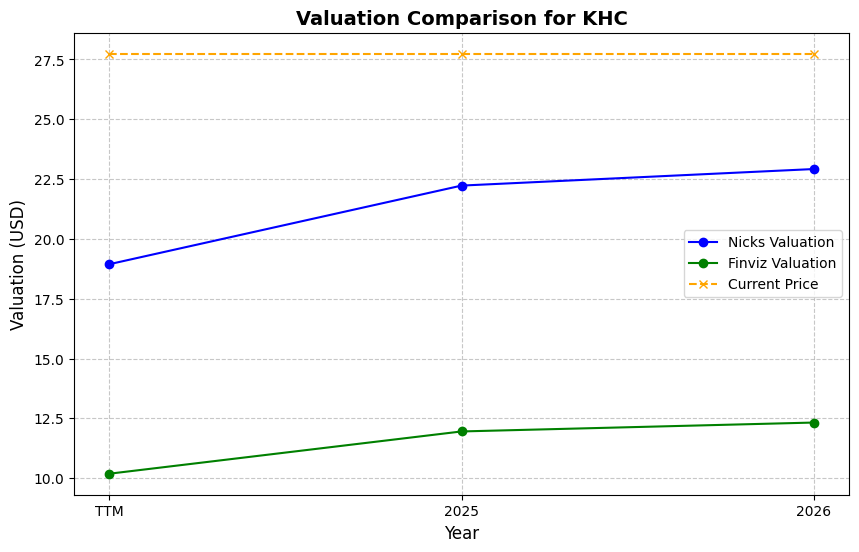 Valuation Comparison for KHC
Valuation (USD)
27.5
25.0
22.5
20.0
17.5
15.0
12.5
10.0
Nicks Valuation
Finviz Valuation
Current Price
TTM
2025
2026
Year